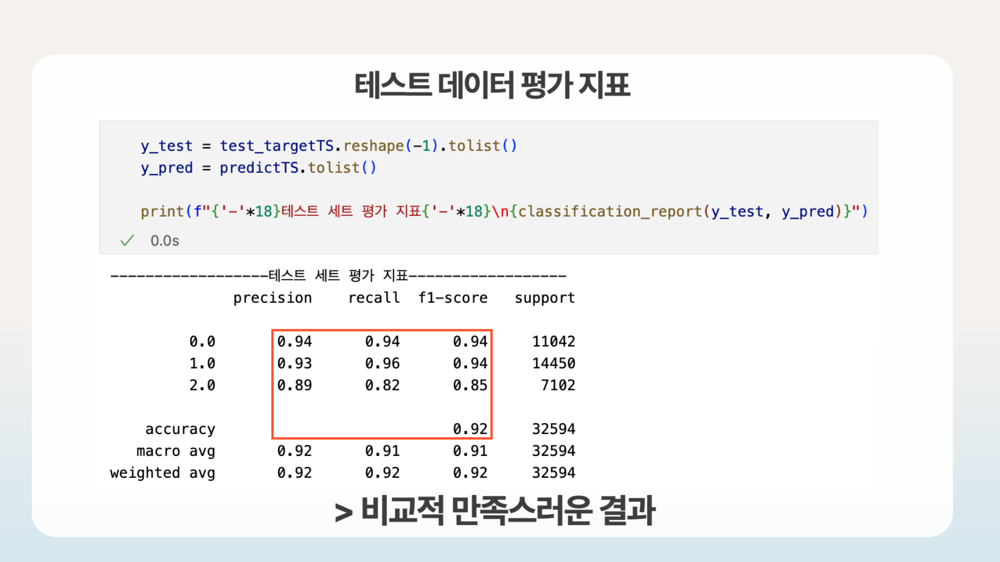 테스트 데이터 평가 지표
y_test = test_targetTS.reshape(-1).tolist()
y_pred = predictTS.tolist()
print(f"{'-'*18}테스트 세트 평가 지표{'-'*18}\n{classification_report(y_test, y_pred)}")
✓ 0.0s
------------------테스트 세트 평가 지표------------------
precision recall f1-score support
0.0 0.94 0.94 0.94 11042
1.0 0.93 0.96 0.94 14450
2.0 0.89 0.82 0.85 7102
accuracy 0.92 32594
macro avg 0.92 0.91 0.91 32594
weighted avg 0.92 0.92 0.92 32594
> 비교적 만족스러운 결과